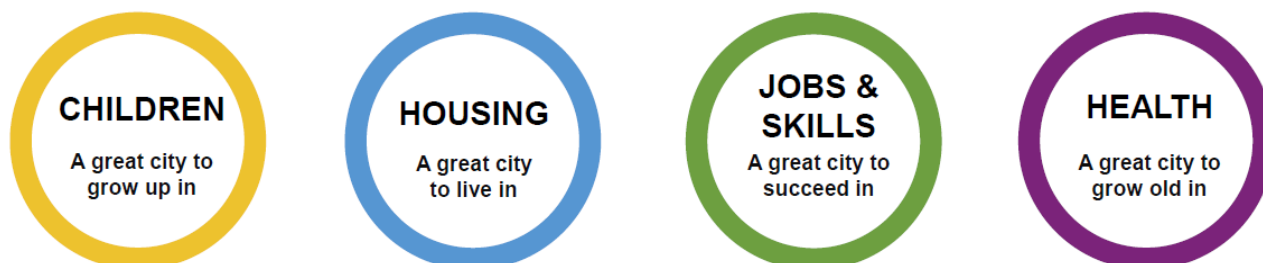 CHILDREN
A great city to
grow up in
HOUSING
A great city
to live in
JOBS &
SKILLS
A great city to
succeed in
HEALTH
A great city to
grow old in